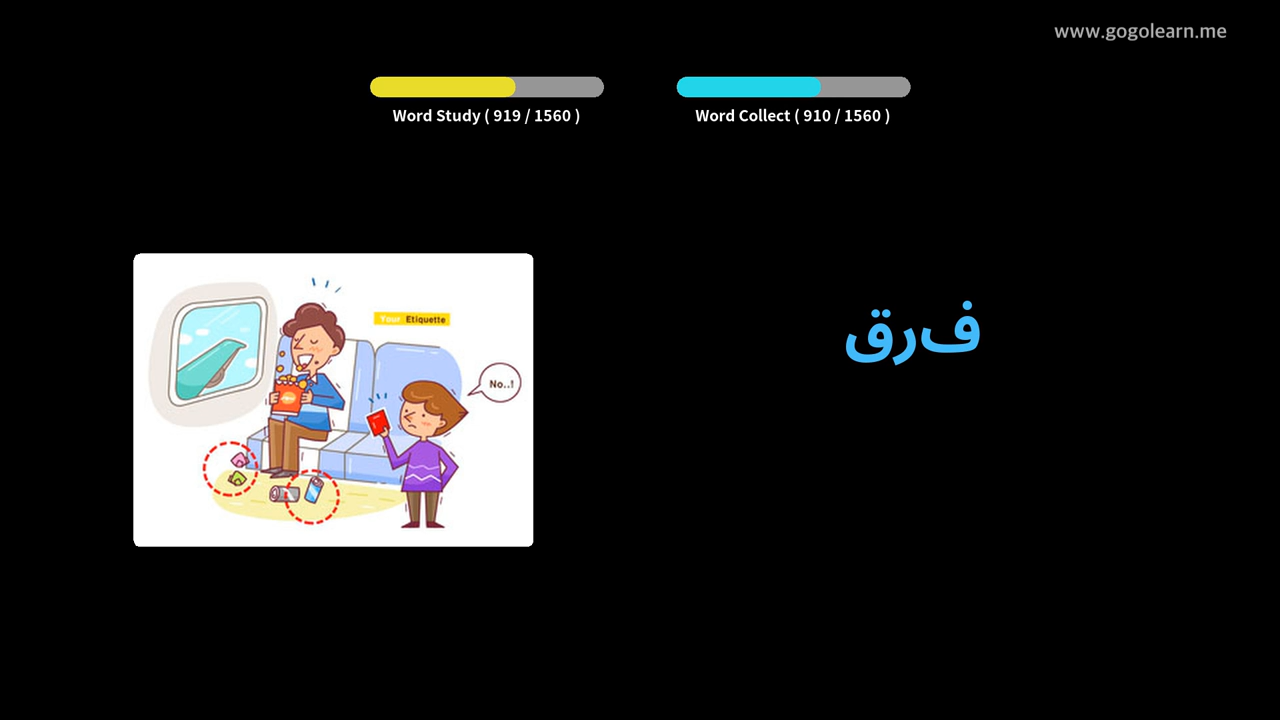 www.gogolearn.me
Word Study ( 919 / 1560 )
Word Collect ( 910 / 1560 )
Your Etiquette
No..!
فرق